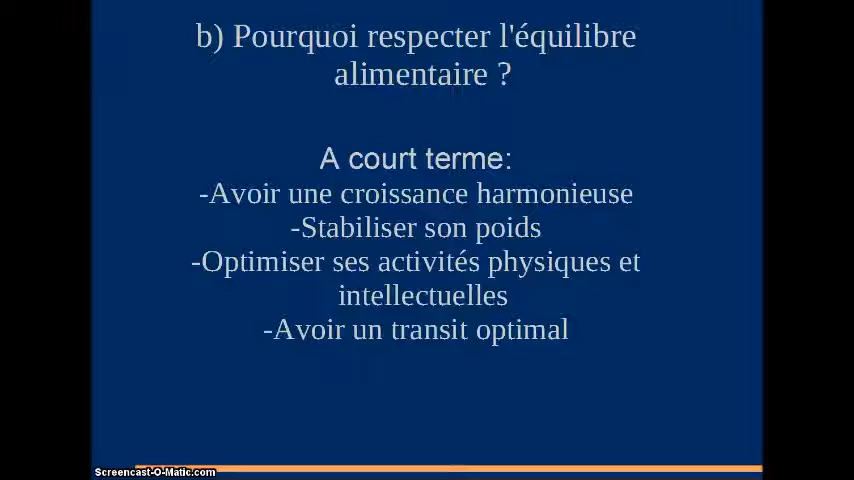 b) Pourquoi respecter l'équilibre
alimentaire ?
A court terme:
-Avoir une croissance harmonieuse
-Stabiliser son poids
-Optimiser ses activités physiques et
intellectuelles
-Avoir un transit optimal
Screencast-O-Matic.com